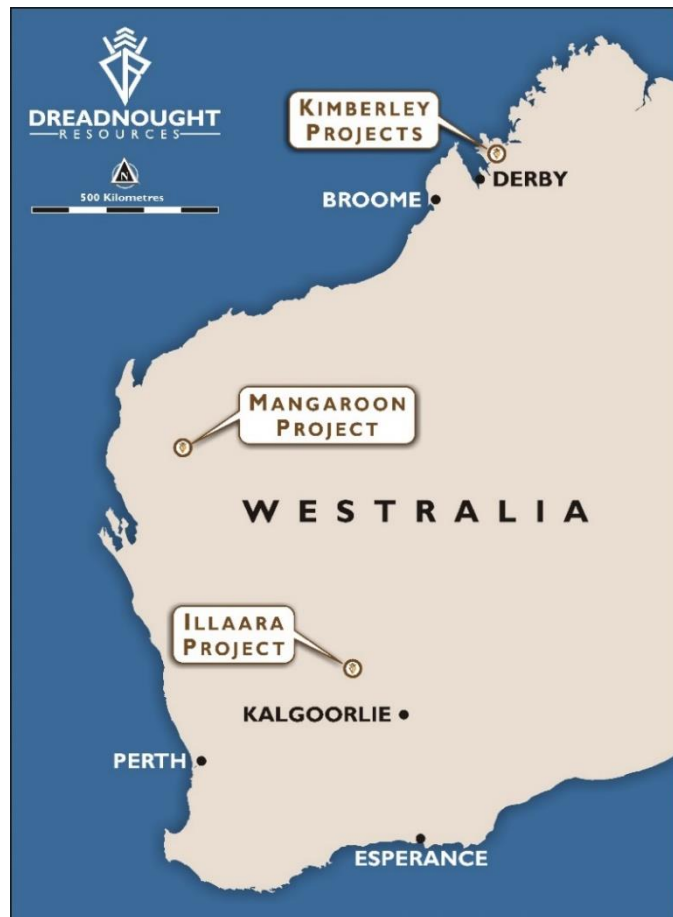 DREADNOUGHT
RESOURCES
N
500 Kilometres
KIMBERLEY
PROJECTS
DERBY
BROOME
MANGAROON
PROJECT
WESTRALIA
ILLAARA
PROJECT
KALGOORLIE
PERTH
ESPERANCE